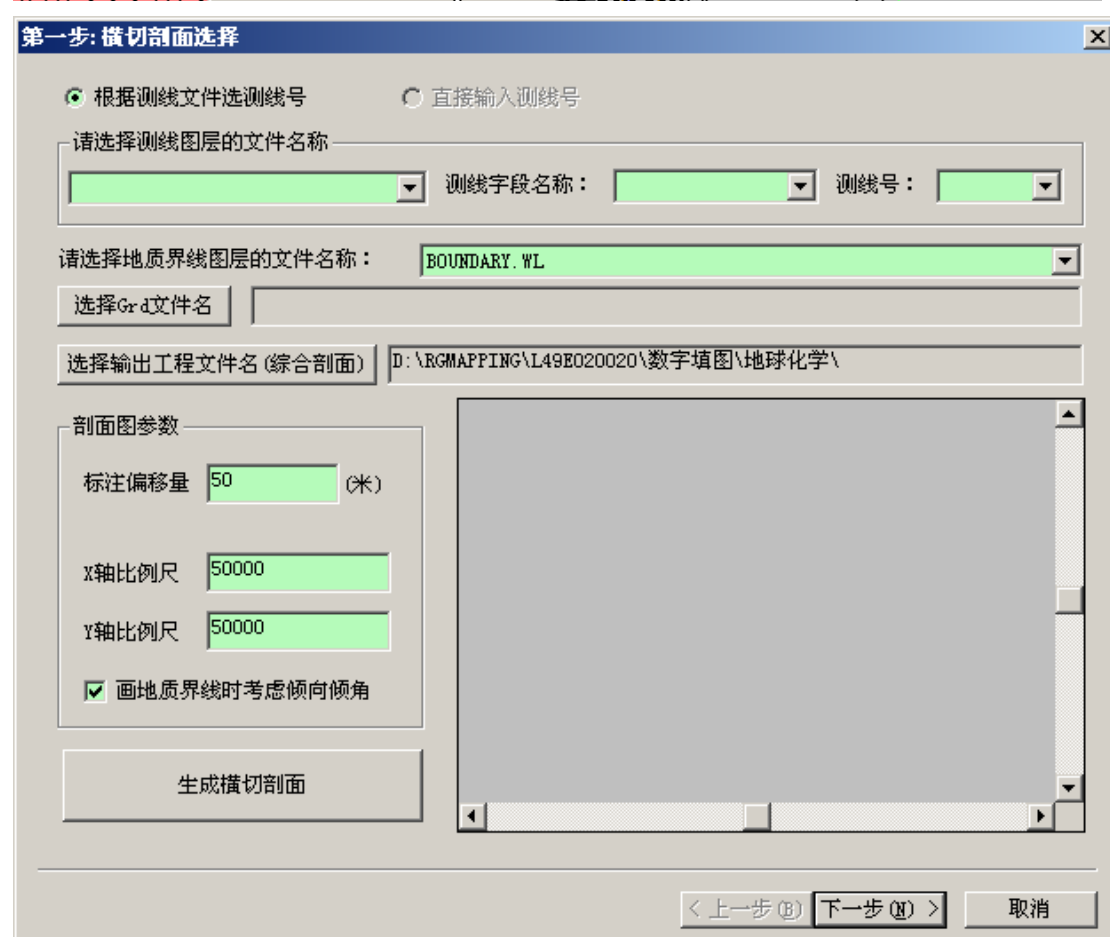 第一步: 横切剖面选择
根据测线文件选测线号 直接输入测线号
请选择测线图层的文件名称
测线字段名称： 测线号：
请选择地质界线图层的文件名称： BOUNDARY.WL
选择Grd文件名
选择输出工程文件名(综合剖面) D:\RGMAPPING\L49E020020\数字填图\地球化学\
剖面图参数
标注偏移量 50 (米)
X轴比例尺 50000
Y轴比例尺 50000
画地质界线时考虑倾向倾角
生成横切剖面
< 上一步(B) 下一步(N) > 取消